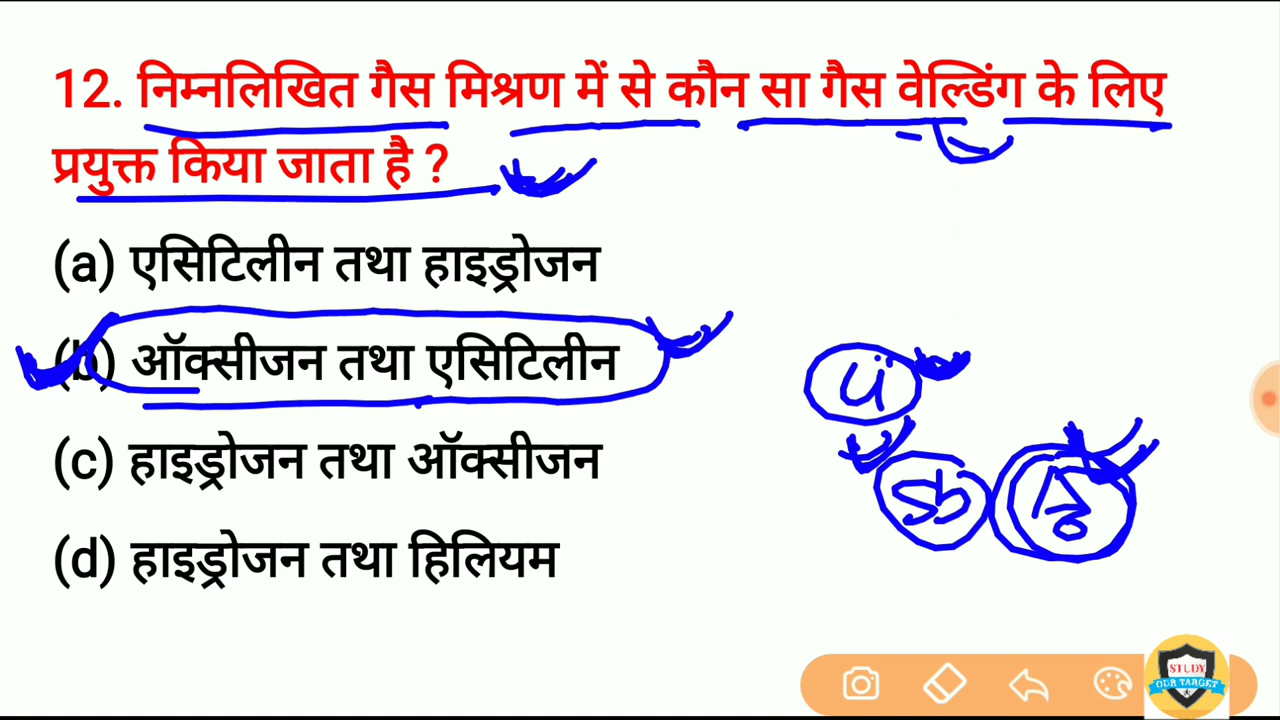 12. निम्नलिखित गैस मिश्रण में से कौन सा गैस वेल्डिंग के लिए
प्रयुक्त किया जाता है ?
(a) एसिटिलीन तथा हाइड्रोजन
(b) ऑक्सीजन तथा एसिटिलीन
(c) हाइड्रोजन तथा ऑक्सीजन
(d) हाइड्रोजन तथा हिलियम
Sb
STUDY
OUR TARGET